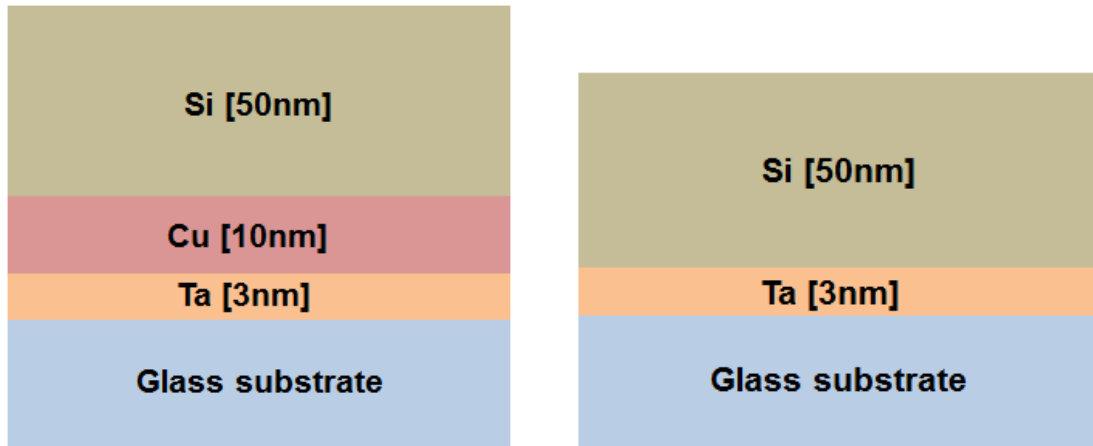 Si [50nm]
Cu [10nm]
Ta [3nm]
Glass substrate
Si [50nm]
Ta [3nm]
Glass substrate